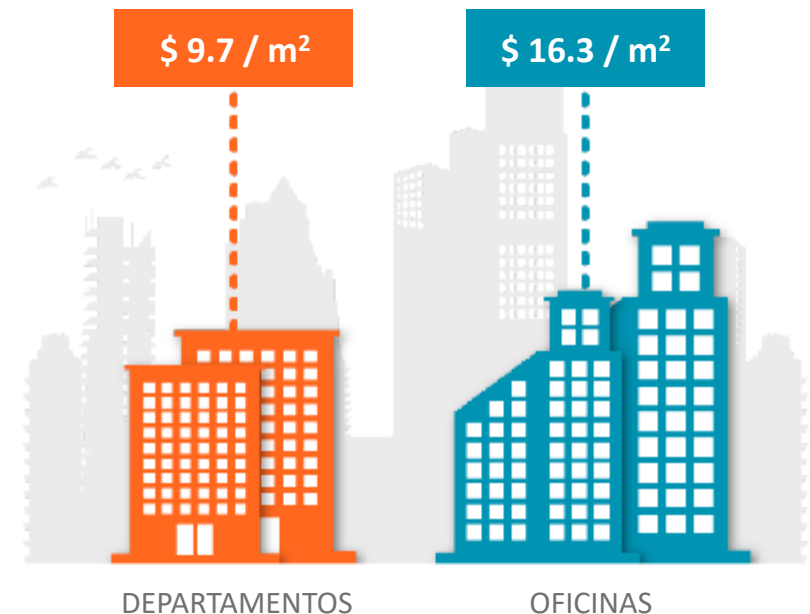 $ 9.7 / m²
$ 16.3 / m²
DEPARTAMENTOS
OFICINAS